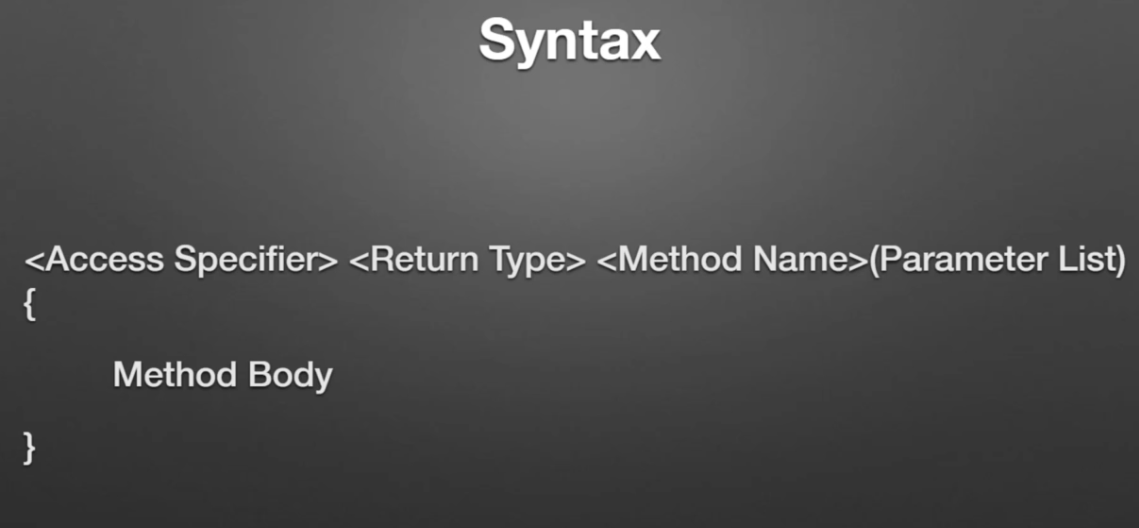 Syntax
<Access Specifier> <Return Type> <Method Name>(Parameter List)
{
Method Body
}